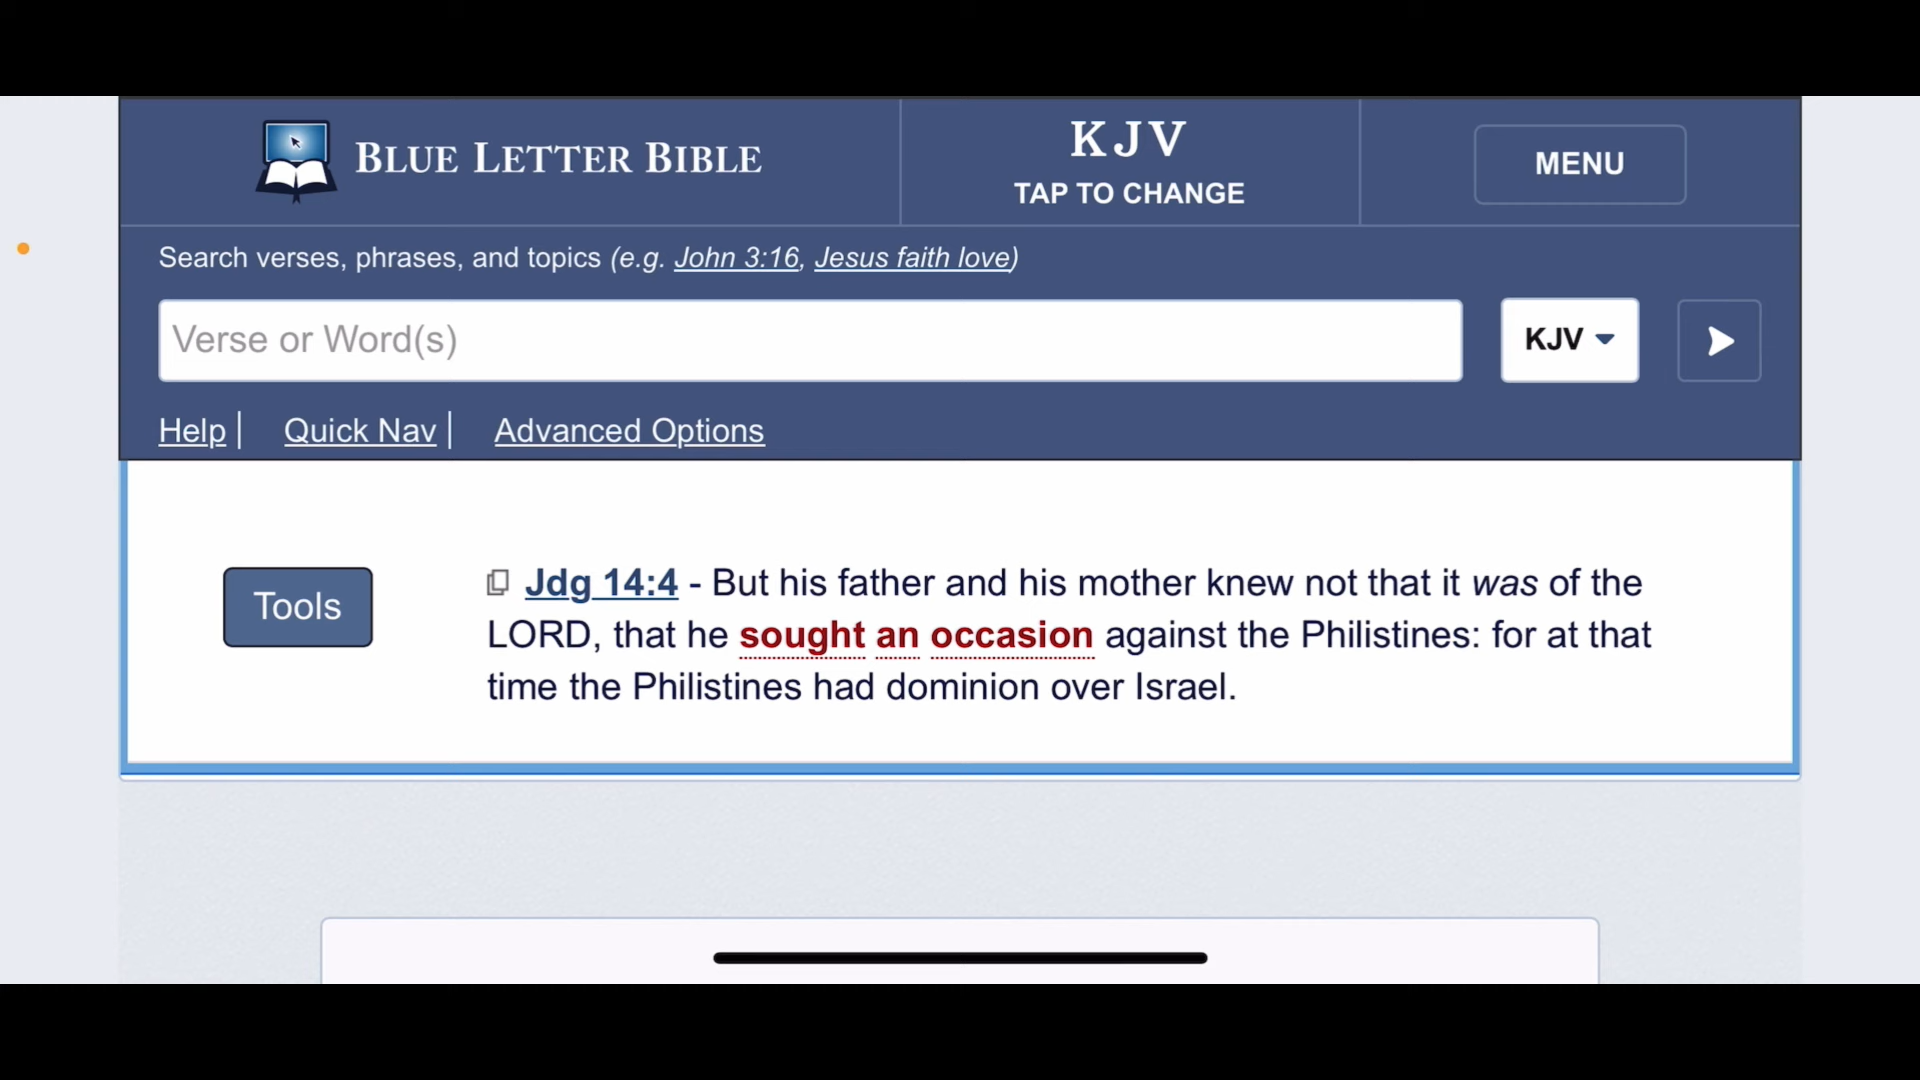 BLUE LETTER BIBLE
KJV
TAP TO CHANGE
MENU
Search verses, phrases, and topics (e.g. John 3:16, Jesus faith love)
Verse or Word(s)
KJV
Help | Quick Nav | Advanced Options
Tools
Jdg 14:4 - But his father and his mother knew not that it was of the
LORD, that he sought an occasion against the Philistines: for at that
time the Philistines had dominion over Israel.